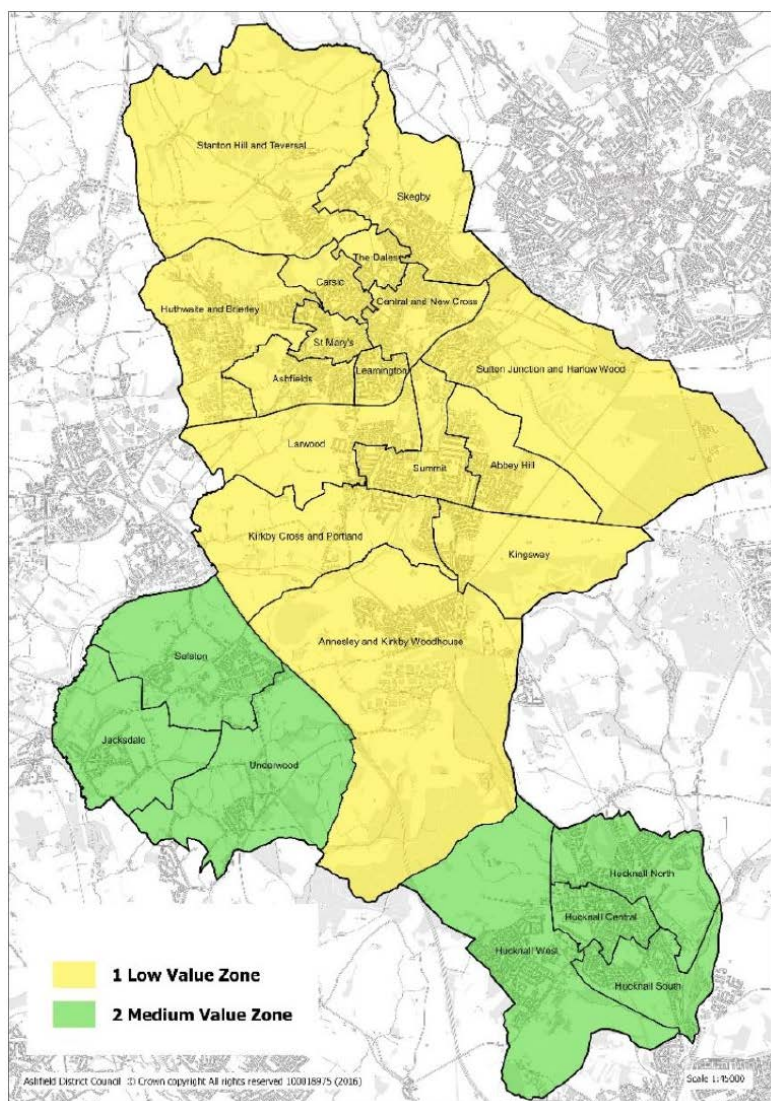 Stanton Hill and Teversal
Skegby
The Dales
Carsic
Huthwaite and Brierley
Central and New Cross
St Mary's
Leamington
Ashfields
Sutton Junction and Harlow Wood
Larwood
Summit
Abbey Hill
Kirkby Cross and Portland
Kingsway
Annesley and Kirkby Woodhouse
Selston
Jacksdale
Underwood
Hucknall North
Hucknall Central
Hucknall West
Hucknall South
1 Low Value Zone
2 Medium Value Zone
Ashfield District Council © Crown copyright All rights reserved 100018975 (2016)
Scale 1:45000